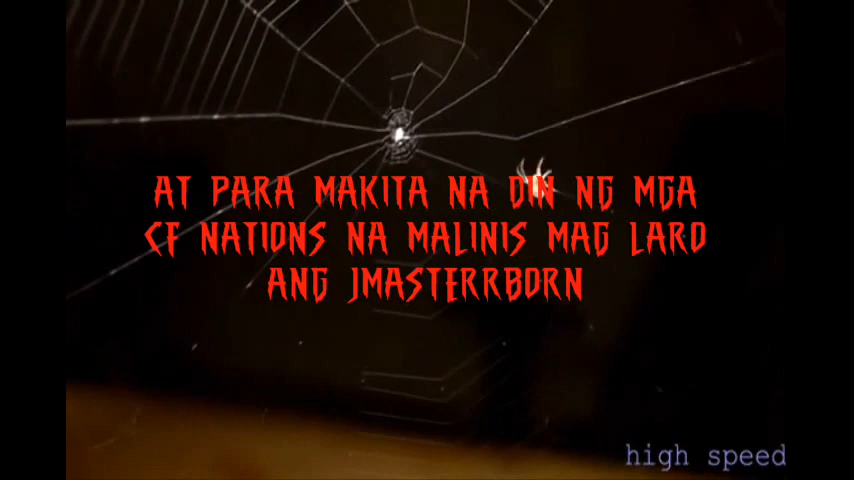 AT PARA MAKITA NA DIN NG MGA
CF NATIONS NA MALINIS MAG LARO
ANG JMASTERRBORN
high speed